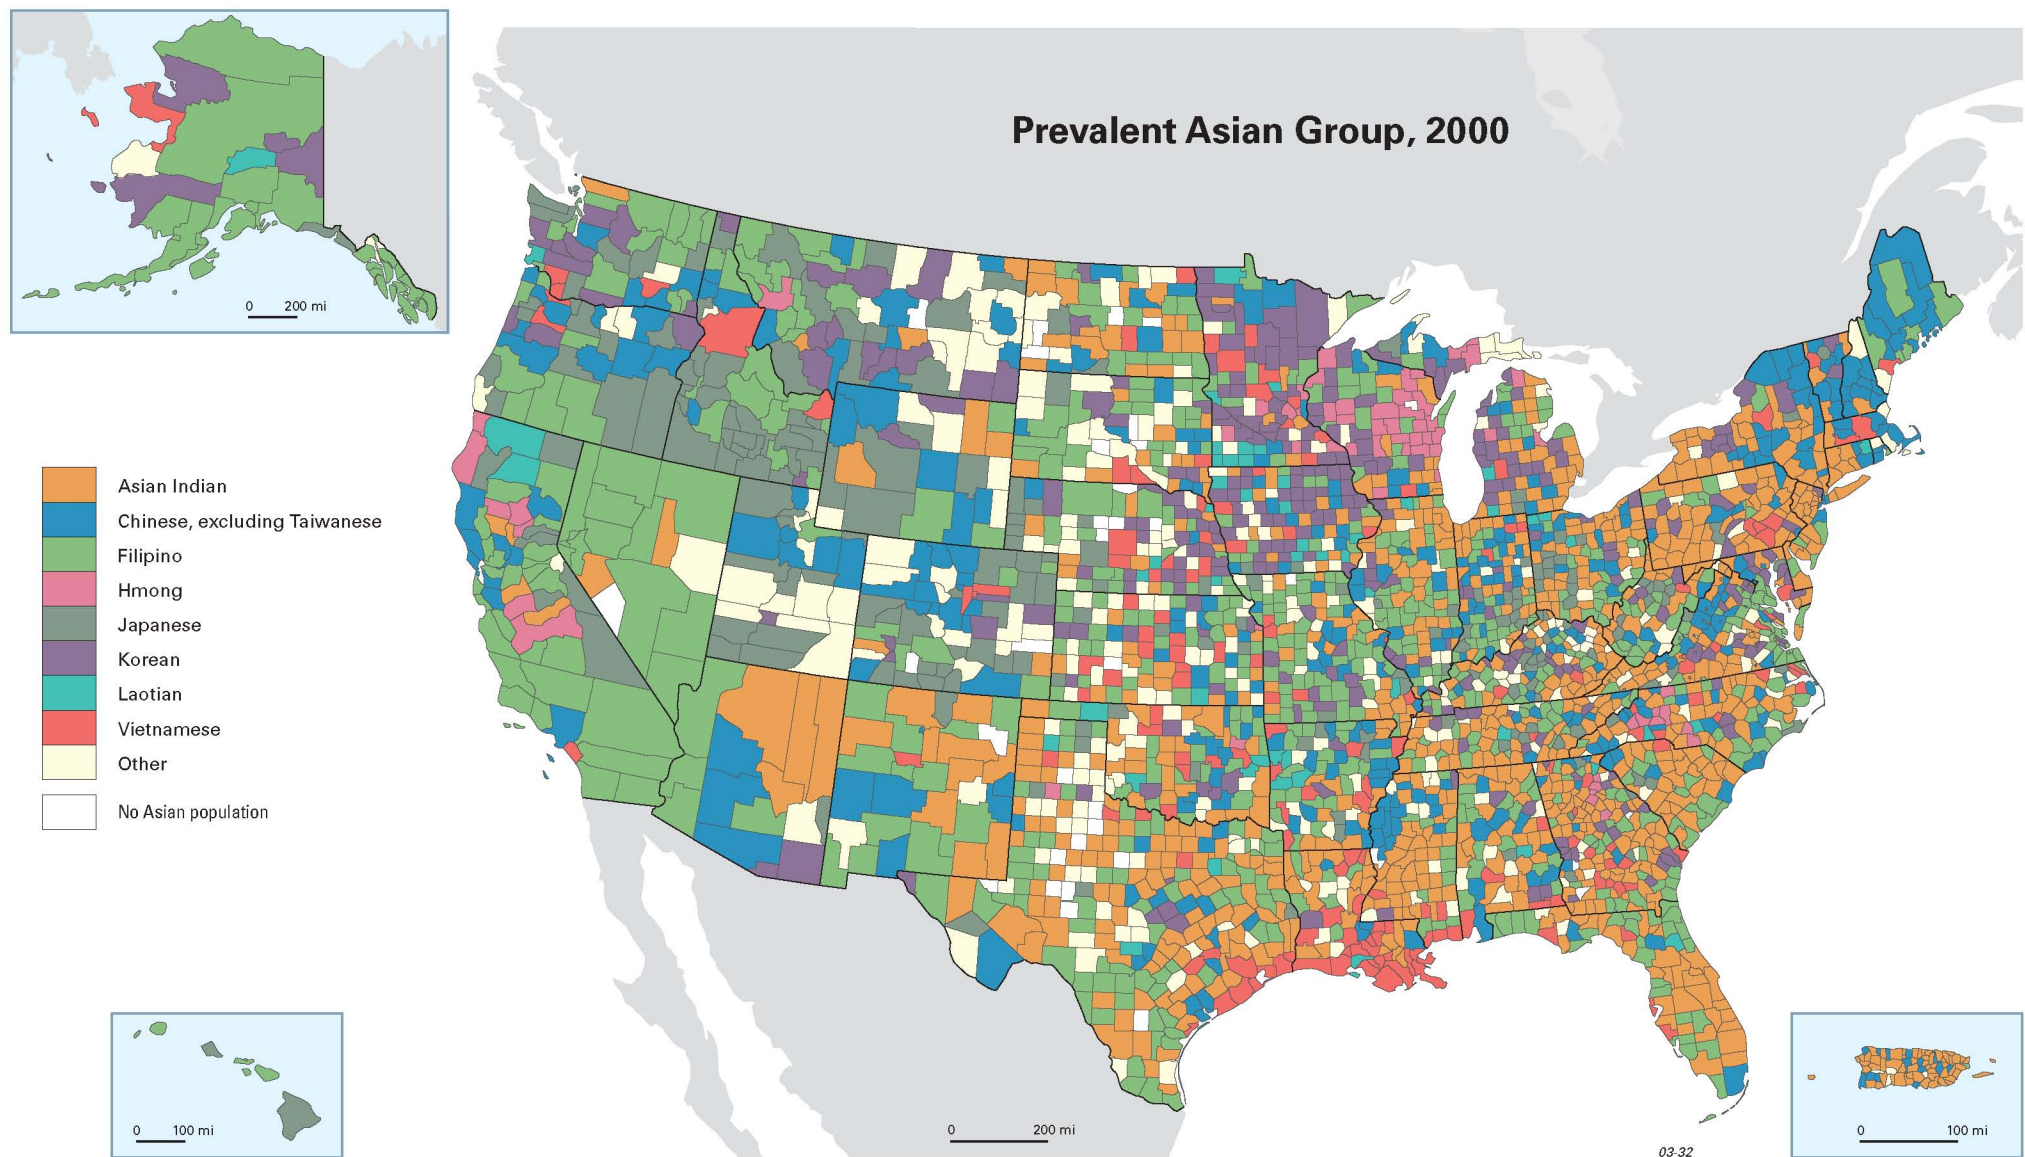 Prevalent Asian Group, 2000
0 200 mi
Asian Indian
Chinese, excluding Taiwanese
Filipino
Hmong
Japanese
Korean
Laotian
Vietnamese
Other
No Asian population
0 100 mi
0 200 mi
0 100 mi
03-32